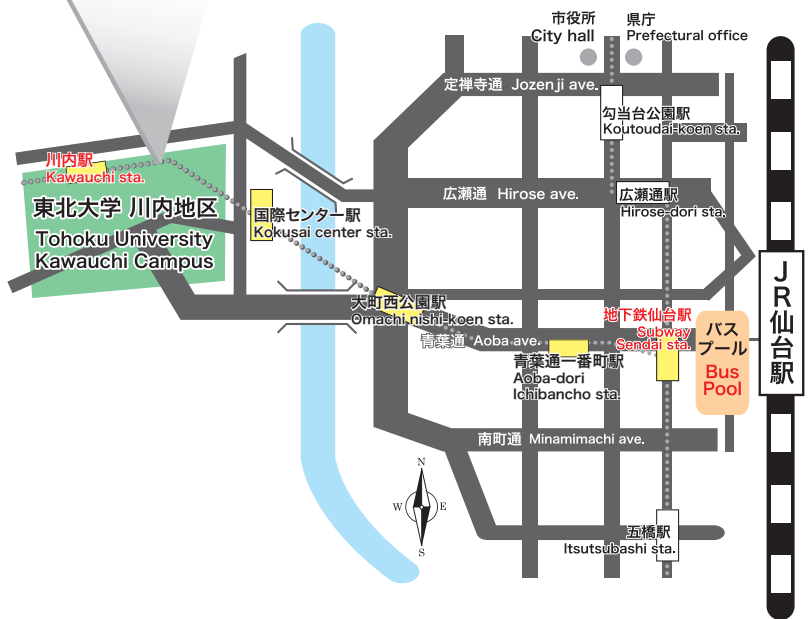 市役所
City hall
県庁
Prefectural office
定禅寺通 Jozenji ave.
勾当台公園駅
Koutoudai-koen sta.
川内駅
Kawauchi sta.
東北大学 川内地区
Tohoku University
Kawauchi Campus
国際センター駅
Kokusai center sta.
広瀬通 Hirose ave.
広瀬通駅
Hirose-dori sta.
大町西公園駅
Omachi nishi-koen sta.
青葉通 Aoba ave.
地下鉄仙台駅
Subway
Sendai sta.
青葉通一番町駅
Aoba-dori
Ichibancho sta.
バス
プール
Bus
Pool
JR仙台駅
南町通 Minamimachi ave.
N
W
E
S
五橋駅
Itsutsubashi sta.